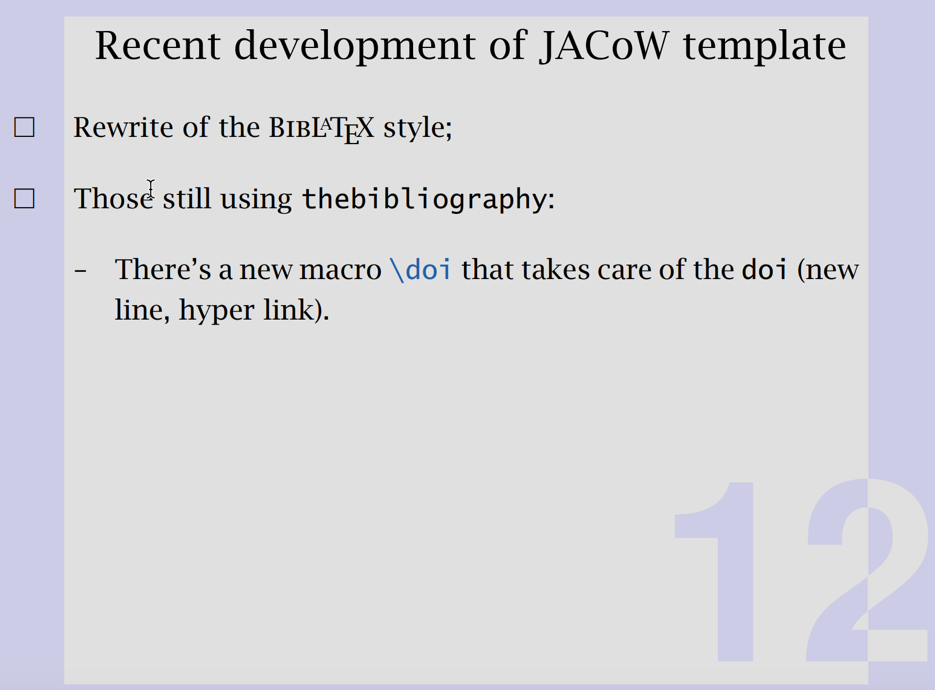 Recent development of JACoW template
Rewrite of the BIBLATEX style;
Those still using thebibliography:
– There’s a new macro \doi that takes care of the doi (new
line, hyper link).
12